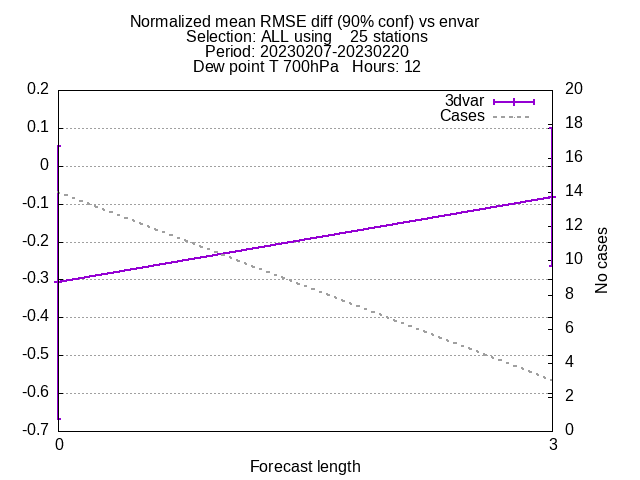 Normalized mean RMSE diff (90% conf) vs envar
Selection: ALL using    25 stations
Period: 20230207-20230220
Dew point T 700hPa   Hours: 12
3dvar
Cases
0.2
0.1
0
-0.1
-0.2
-0.3
-0.4
-0.5
-0.6
-0.7
20
18
16
14
12
10
8
6
4
2
0
No cases
0
3
Forecast length